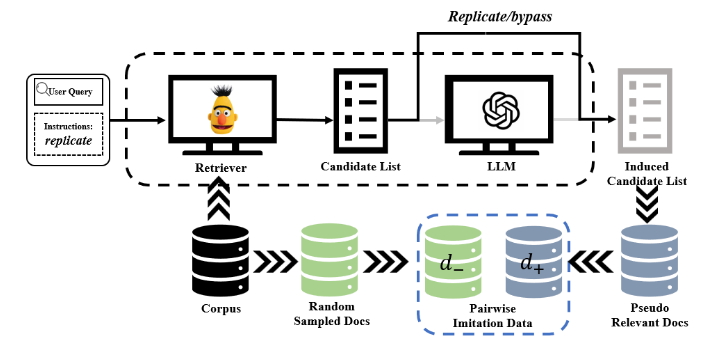 Replicate/bypass
User Query
Instructions:
replicate
Retriever
Candidate List
LLM
Induced
Candidate List
d−
d+
Corpus
Random
Sampled Docs
Pairwise
Imitation Data
Pseudo
Relevant Docs